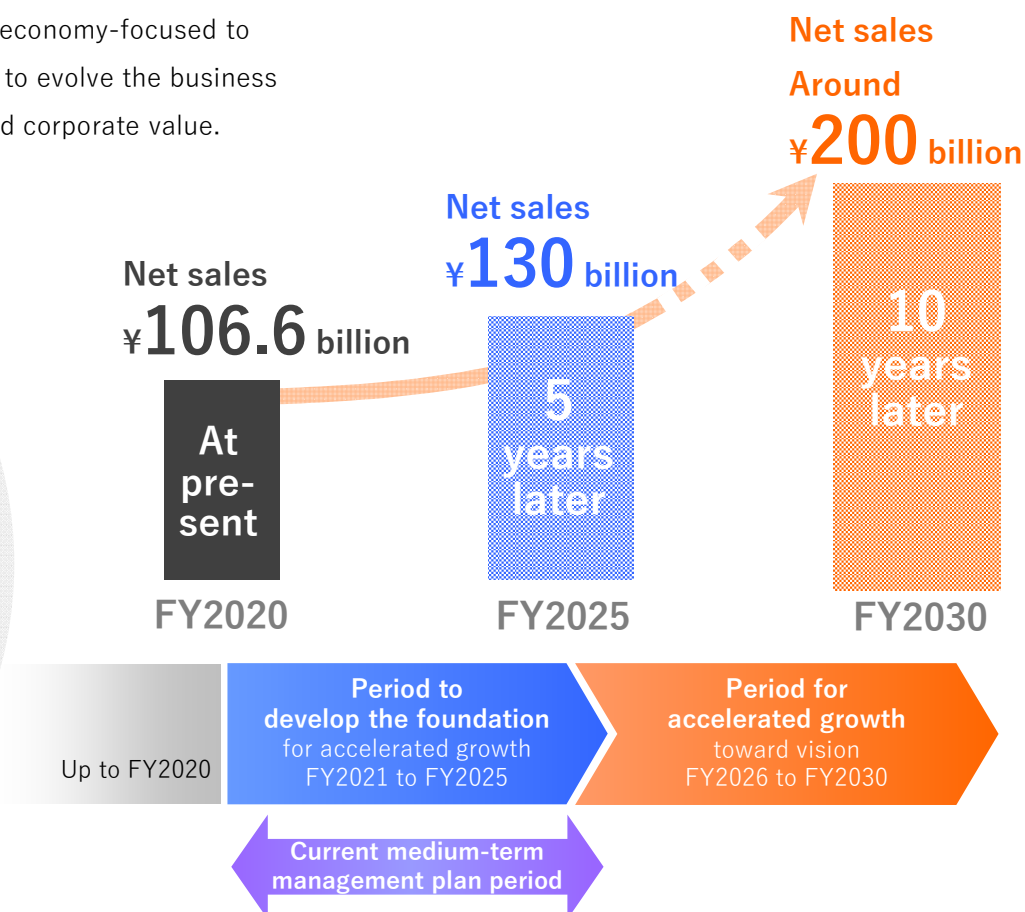 economy-focused to
to evolve the business
d corporate value.
Net sales
Around
¥200 billion
Net sales
¥130 billion
Net sales
¥106.6 billion
At
pre-
sent
5
years
later
10
years
later
FY2020
FY2025
FY2030
Up to FY2020
Period to
develop the foundation
for accelerated growth
FY2021 to FY2025
Period for
accelerated growth
toward vision
FY2026 to FY2030
Current medium-term
management plan period